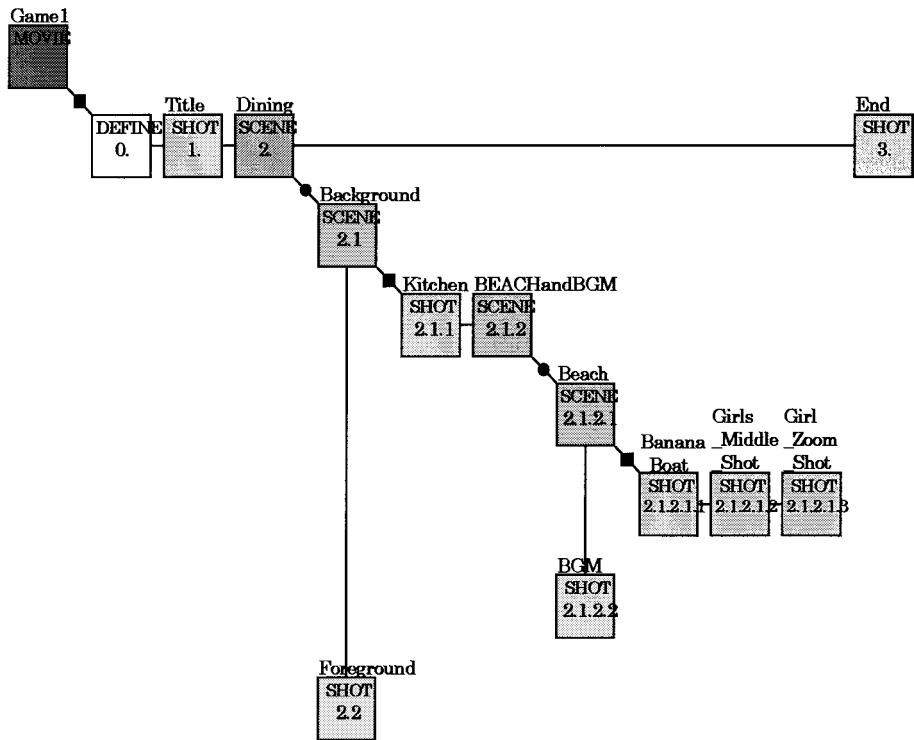 Game1
MOVIE
Title
Dining
End
DEFINE
0.
SHOT
1.
SCENE
2.
SHOT
3.
Background
SCENE
2.1
Kitchen
BEACHandBGM
SHOT
2.1.1
SCENE
2.1.2
Beach
SCENE
2.1.2.1
Banana
Boat
Girls
_Middle
_Shot
Girl
_Zoom
_Shot
SHOT
2.1.2.1.1
SHOT
2.1.2.1.2
SHOT
2.1.2.1.3
BGM
SHOT
2.1.2.2
Foreground
SHOT
2.2